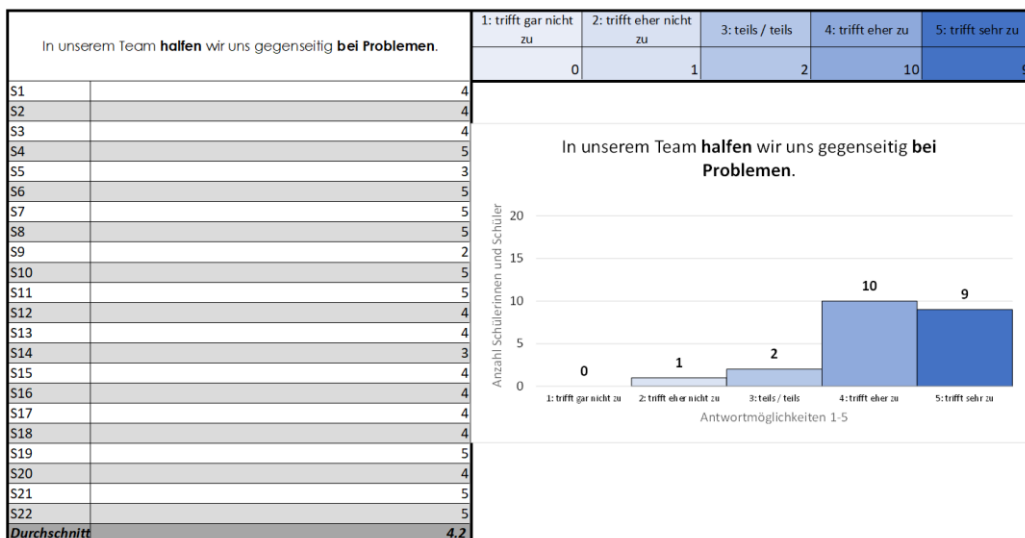 In unserem Team halfen wir uns gegenseitig bei Problemen.
1: trifft gar nicht zu
2: trifft eher nicht zu
3: teils / teils
4: trifft eher zu
5: trifft sehr zu
0 1 2 10 9
S1 4
S2 4
S3 4
S4 5
S5 3
S6 5
S7 5
S8 5
S9 2
S10 5
S11 5
S12 4
S13 4
S14 3
S15 4
S16 4
S17 4
S18 4
S19 5
S20 4
S21 5
S22 5
Durchschnitt 4.2
In unserem Team halfen wir uns gegenseitig bei
Problemen.
Anzahl Schülerinnen und Schüler
20
15
10
5
0
0
1
2
10
9
1: trifft gar nicht zu
2: trifft eher nicht zu
3: teils / teils
4: trifft eher zu
5: trifft sehr zu
Antwortmöglichkeiten 1-5